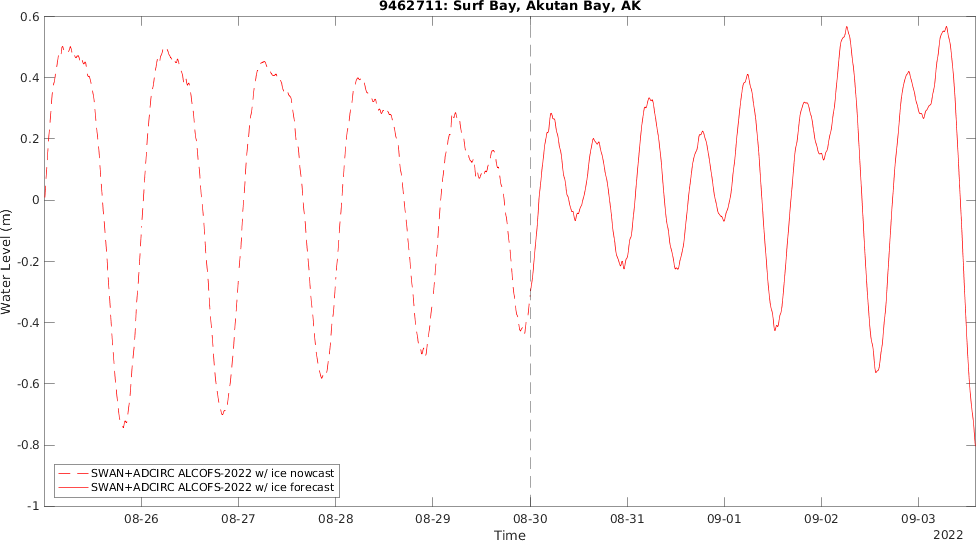 9462711: Surf Bay, Akutan Bay, AK
0.6
0.4
0.2
0
-0.2
-0.4
-0.6
-0.8
-1
Water Level (m)
SWAN+ADCIRC ALCOFS-2022 w/ ice nowcast
SWAN+ADCIRC ALCOFS-2022 w/ ice forecast
08-26 08-27 08-28 08-29 08-30 08-31 09-01 09-02 09-03
Time
2022